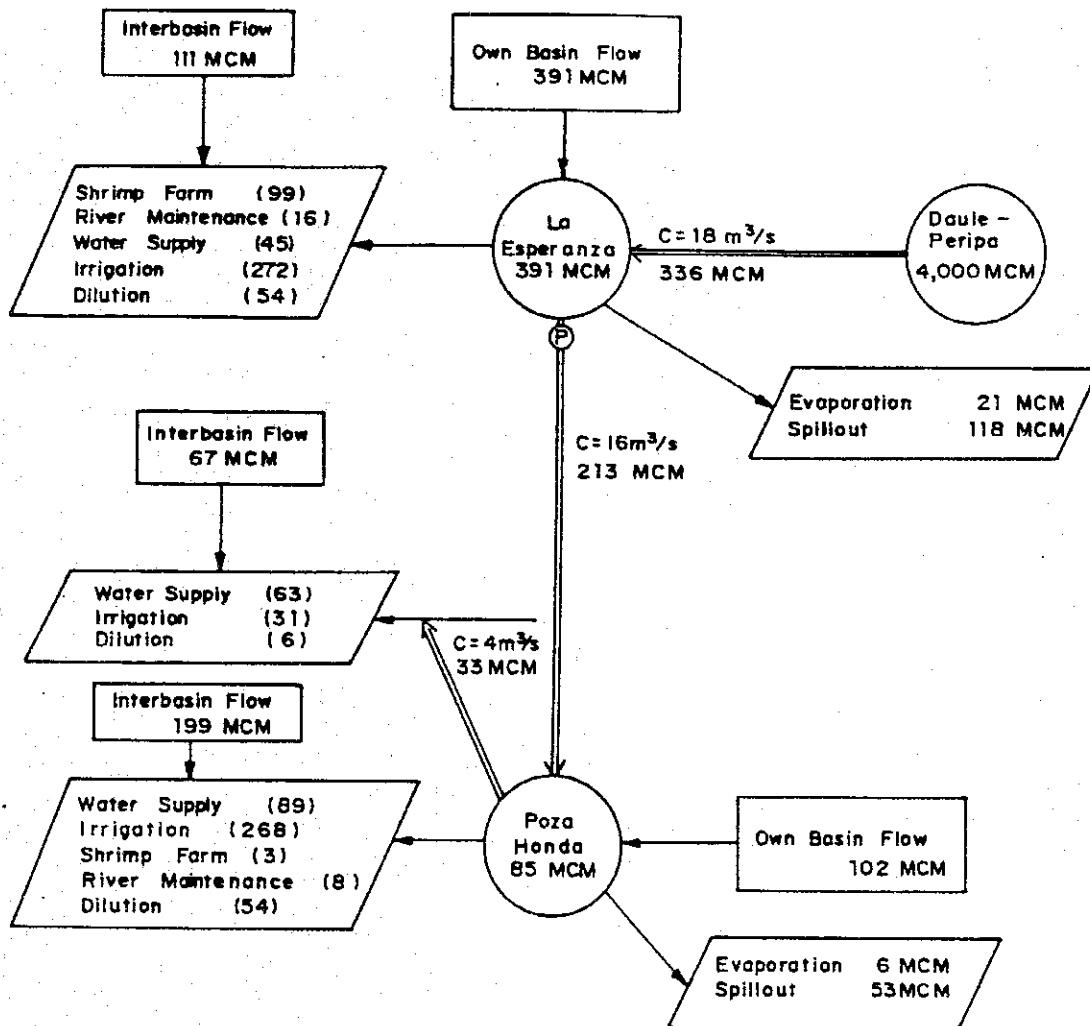 Interbasin Flow
111 MCM
Own Basin Flow
391 MCM
Shrimp Farm (99)
River Maintenance (16)
Water Supply (45)
Irrigation (272)
Dilution (54)
La
Esperanza
391 MCM
C=18 m³/s
336 MCM
Daule-
Peripa
4,000 MCM
P
Evaporation 21 MCM
Spillout 118 MCM
C=16m³/s
213 MCM
Interbasin Flow
67 MCM
Water Supply (63)
Irrigation (31)
Dilution (6)
C=4m³/s
33 MCM
Interbasin Flow
199 MCM
Water Supply (89)
Irrigation (268)
Shrimp Farm (3)
River Maintenance (8)
Dilution (54)
Poza
Honda
85 MCM
Own Basin Flow
102 MCM
Evaporation 6 MCM
Spillout 53MCM